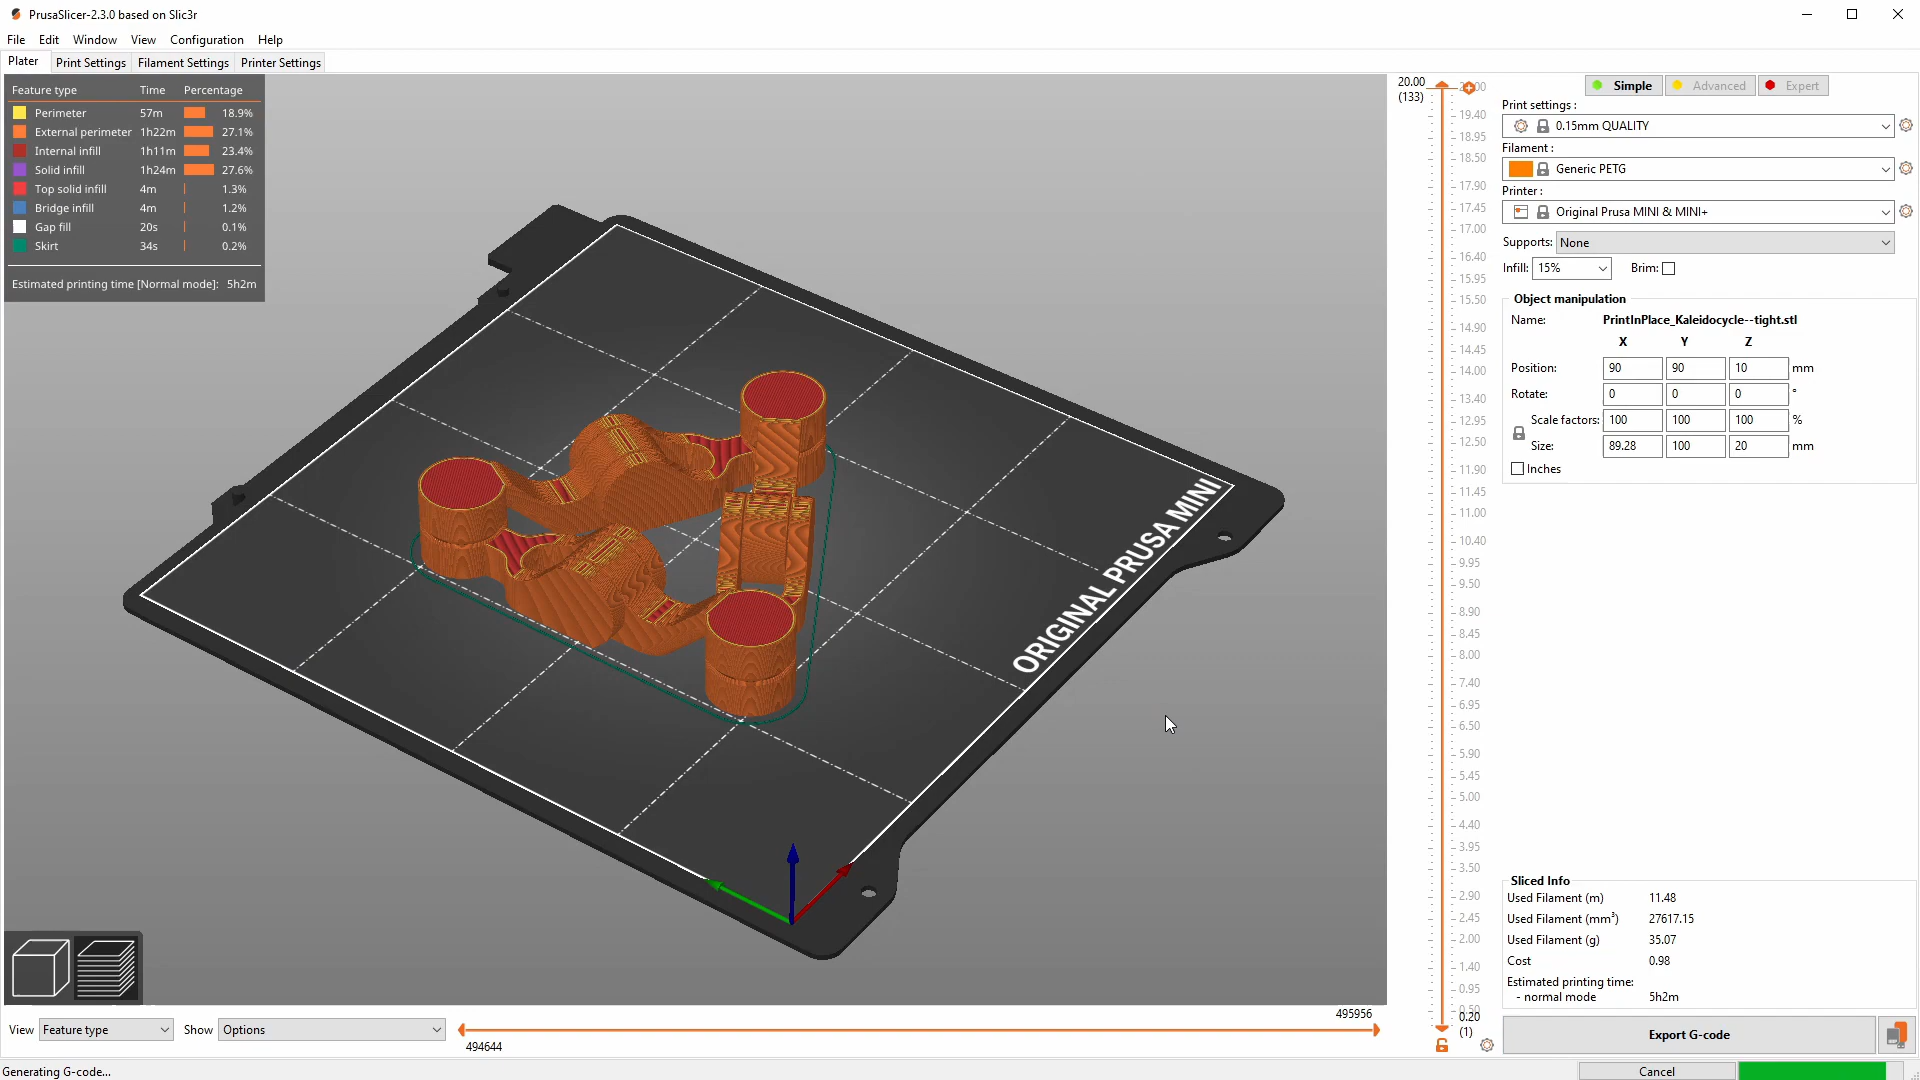 PrusaSlicer-2.3.0 based on Slic3r
File Edit Window View Configuration Help
Plater Print Settings Filament Settings Printer Settings
Feature type Time Percentage
Perimeter 57m 18.9%
External perimeter 1h22m 27.1%
Internal infill 1h11m 23.4%
Solid infill 1h24m 27.6%
Top solid infill 4m 1.3%
Bridge infill 4m 1.2%
Gap fill 20s 0.1%
Skirt 34s 0.2%
Estimated printing time [Normal mode]: 5h2m
ORIGINAL PRUSA MINI
20.00
(133)
19.40
18.95
18.50
17.90
17.45
17.00
16.40
15.95
15.50
14.90
14.45
14.00
13.40
12.95
12.50
11.90
11.45
11.00
10.40
9.95
9.50
8.90
8.45
8.00
7.40
6.95
6.50
5.90
5.45
5.00
4.40
3.95
3.50
2.90
2.45
2.00
1.40
0.95
0.50
0.20
(1)
Simple Advanced Expert
Print settings :
0.15mm QUALITY
Filament :
Generic PETG
Printer :
Original Prusa MINI & MINI+
Supports: None
Infill: 15% Brim:
Object manipulation
Name: PrintInPlace_Kaleidocycle--tight.stl
X Y Z
Position: 90 90 10 mm
Rotate: 0 0 0 °
Scale factors: 100 100 100 %
Size: 89.28 100 20 mm
Inches
Sliced Info
Used Filament (m) 11.48
Used Filament (mm³) 27617.15
Used Filament (g) 35.07
Cost 0.98
Estimated printing time:
- normal mode 5h2m
Export G-code
View Feature type Show Options
495956
494644
Generating G-code...
Cancel